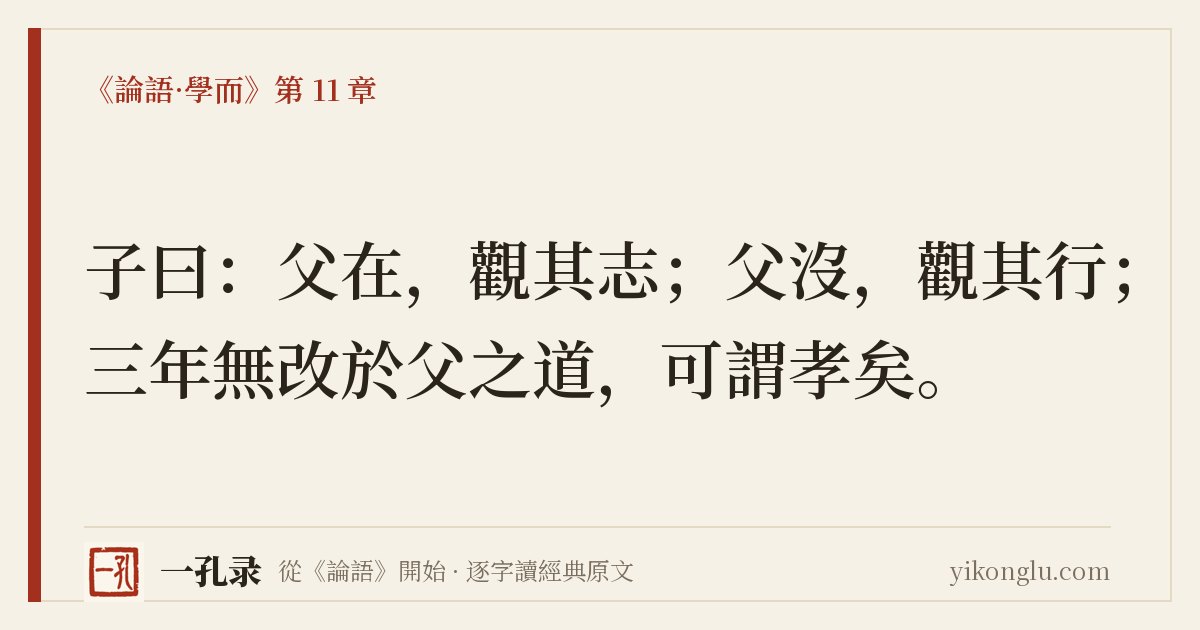 《論語·學而》第 11 章
子曰：父在，觀其志；父沒，觀其行；
三年無改於父之道，可謂孝矣。
一孔
一孔录 從《論語》開始 · 逐字讀經典原文 yikonglu.com